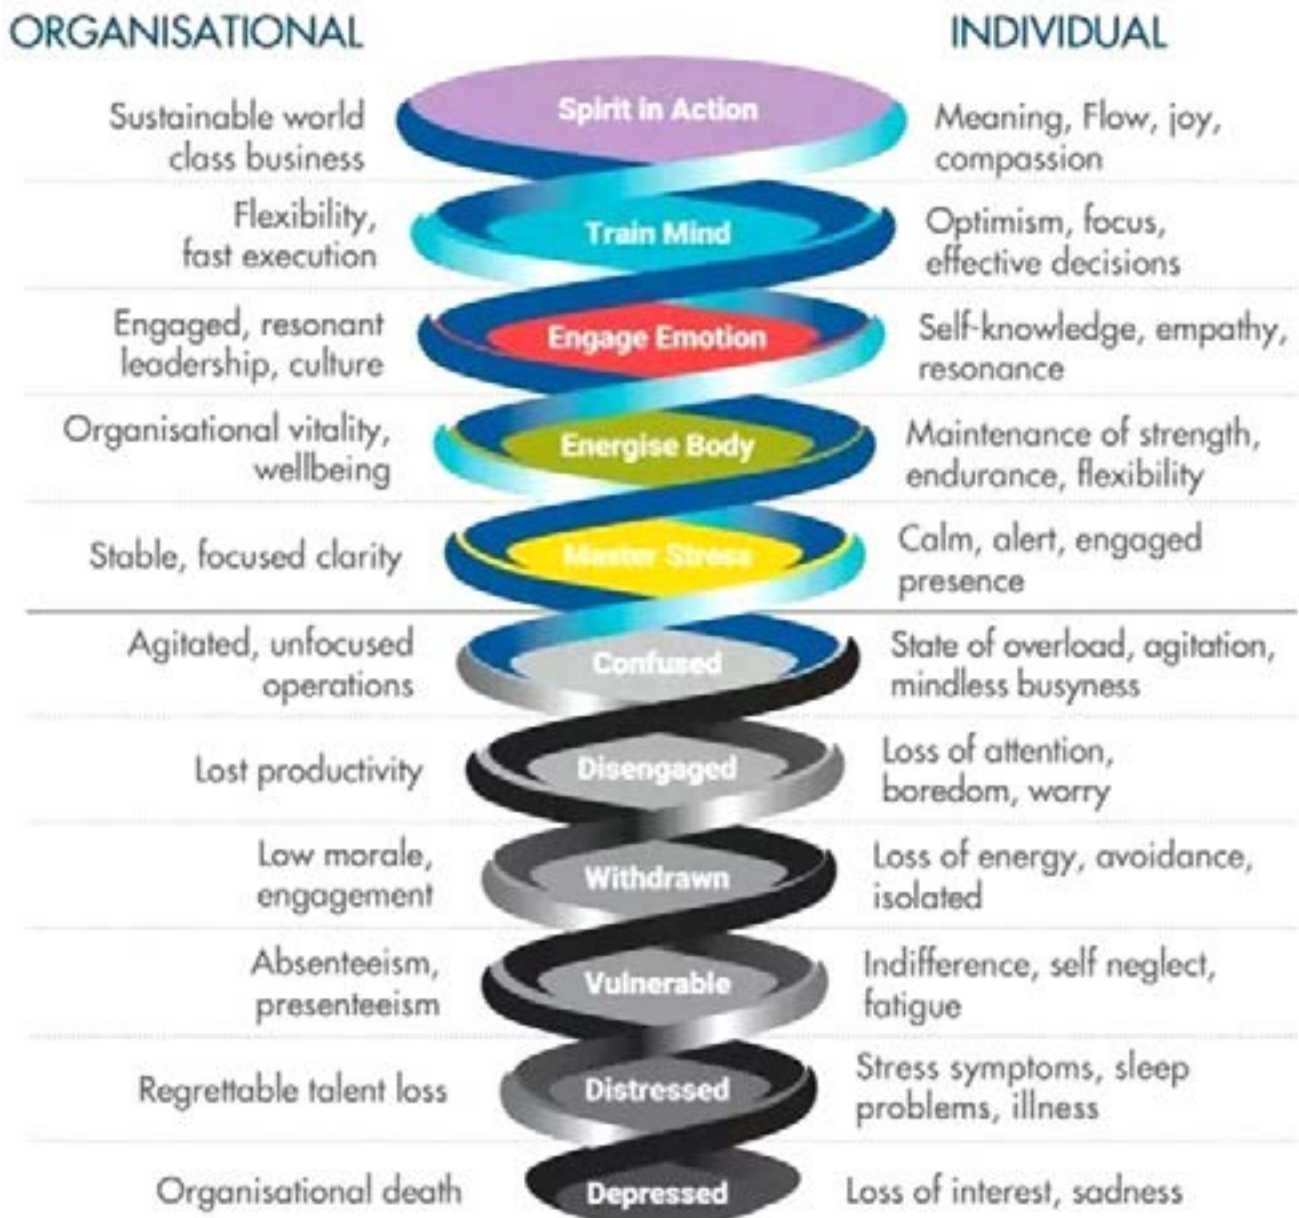 ORGANISATIONAL
INDIVIDUAL
Sustainable world
class business
Spirit in Action
Meaning, Flow, joy,
compassion
Flexibility,
fast execution
Train Mind
Optimism, focus,
effective decisions
Engaged, resonant
leadership, culture
Engage Emotion
Self-knowledge, empathy,
resonance
Organisational vitality,
wellbeing
Energise Body
Maintenance of strength,
endurance, flexibility
Stable, focused clarity
Master Stress
Calm, alert, engaged
presence
Agitated, unfocused
operations
Confused
State of overload, agitation,
mindless busyness
Lost productivity
Disengaged
Loss of attention,
boredom, worry
Low morale,
engagement
Withdrawn
Loss of energy, avoidance,
isolated
Absenteeism,
presenteeism
Vulnerable
Indifference, self neglect,
fatigue
Regrettable talent loss
Distressed
Stress symptoms, sleep
problems, illness
Organisational death
Depressed
Loss of interest, sadness